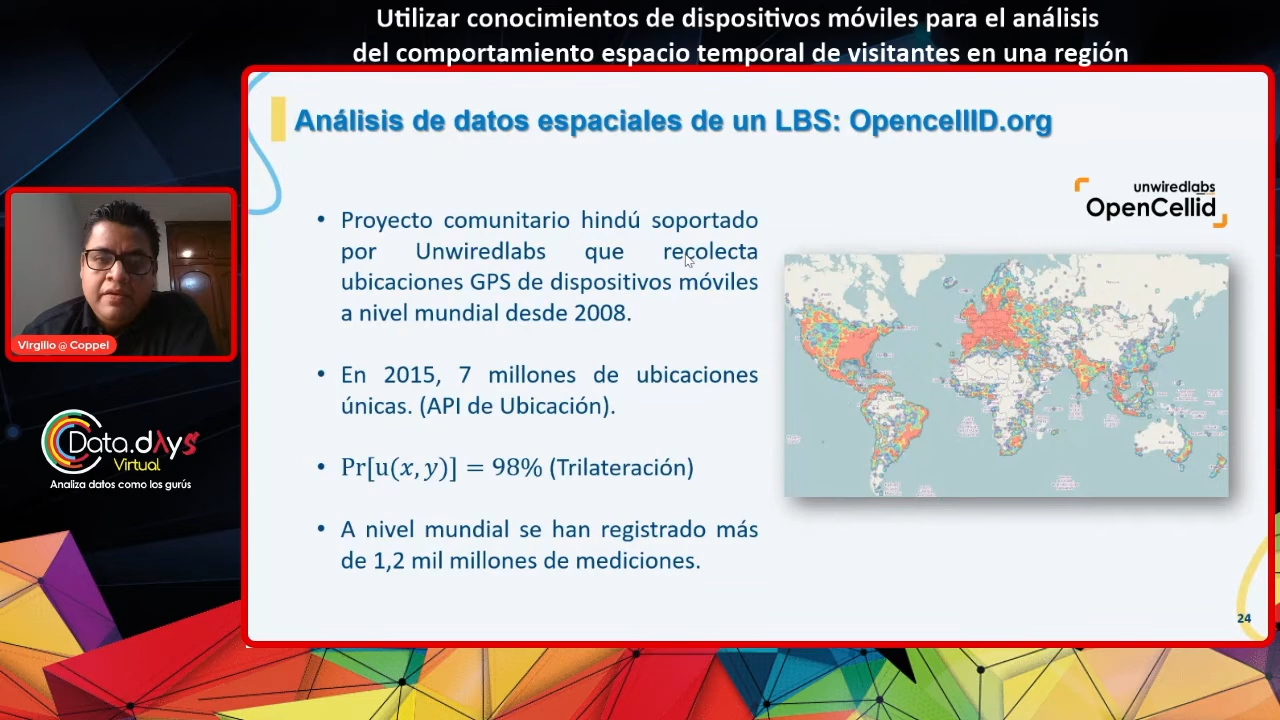 Utilizar conocimientos de dispositivos móviles para el análisis
del comportamiento espacio temporal de visitantes en una región
Análisis de datos espaciales de un LBS: OpencellID.org
unwiredlabs
OpenCellid
• Proyecto comunitario hindú soportado
por Unwiredlabs que recolecta
ubicaciones GPS de dispositivos móviles
a nivel mundial desde 2008.
• En 2015, 7 millones de ubicaciones
únicas. (API de Ubicación).
• Pr[u(x, y)] = 98% (Trilateración)
• A nivel mundial se han registrado más
de 1,2 mil millones de mediciones.
24
Virgilio @ Coppel
Data.dλys
Virtual
Analiza datos como los gurús